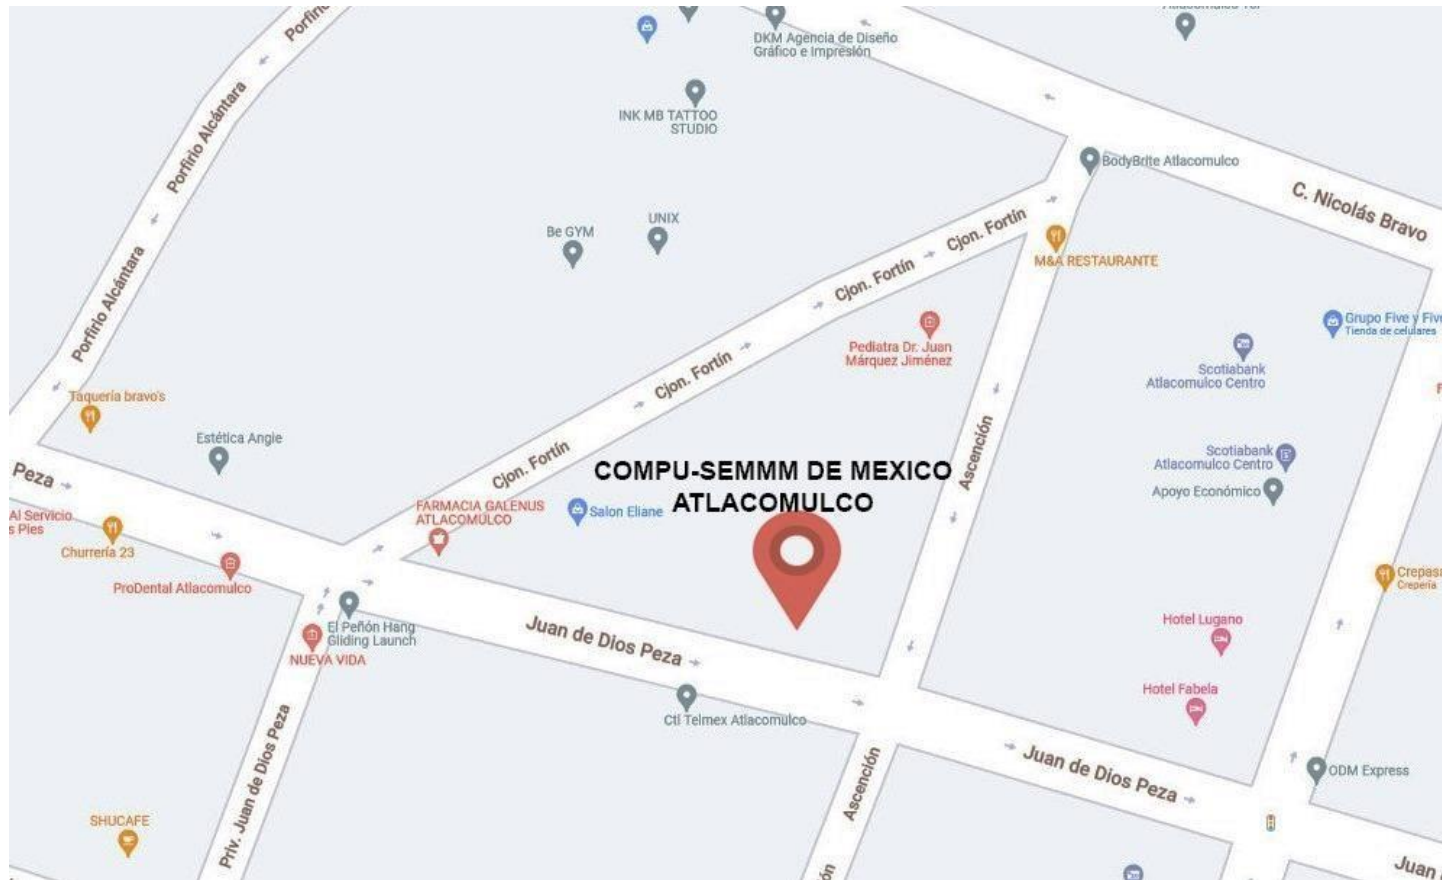 DKM Agencia de Diseño
Gráfico e Impresión
Porfirio Alcántara
INK MB TATTOO
STUDIO
BodyBrite Atlacomulco
C. Nicolás Bravo
UNIX
Be GYM
Cjon. Fortín
M&A RESTAURANTE
Porfirio Alcántara
Cjon. Fortín
Grupo Five y Five
Tienda de celulares
Pediatra Dr. Juan
Márquez Jiménez
Scotiabank
Atlacomulco Centro
Cjon. Fortín
Taquería bravo's
Estética Angie
Ascención
Cjon. Fortín
COMPU-SEMMM DE MEXICO
ATLACOMULCO
Scotiabank
Atlacomulco Centro
Peza
Apoyo Económico
FARMACIA GALENUS
ATLACOMULCO
Salon Eliane
Al Servicio
s Pies
Churrería 23
ProDental Atlacomulco
Crepas
Crepería
El Peñón Hang
Gliding Launch
NUEVA VIDA
Juan de Dios Peza
Hotel Lugano
Hotel Fabela
Ctl Telmex Atlacomulco
Priv. Juan de Dios Peza
Ascención
Juan de Dios Peza
ODM Express
SHUCAFE
Juan